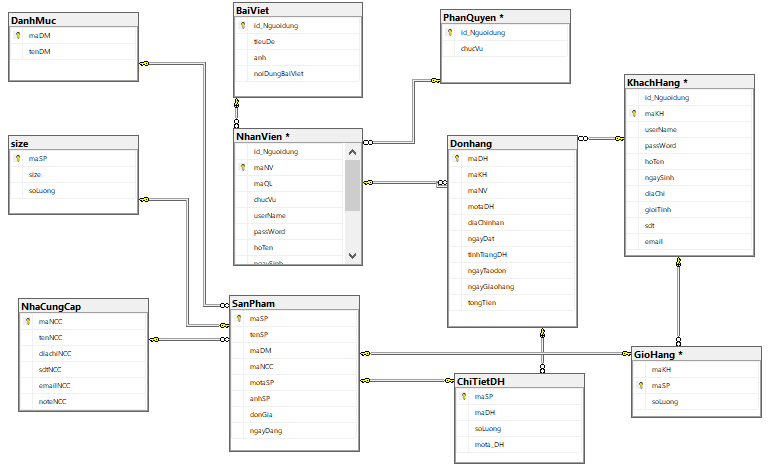 DanhMuc
maDM
tenDM
BaiViet
id_Nguoidung
tieuDe
anh
noiDungBaiViet
PhanQuyen *
id_Nguoidung
chucVu
KhachHang *
id_Nguoidung
maKH
userName
passWord
hoTen
ngaySinh
diaChi
gioiTinh
sdt
email
size
maSP
size
soLuong
NhanVien *
id_Nguoidung
maNV
maQL
chucVu
userName
passWord
hoTen
ngaySinh
Donhang
maDH
maKH
maNV
motaDH
diaChinhan
ngayDat
tinhTrangDH
ngayTaodon
ngayGiaohang
tongTien
NhaCungCap
maNCC
tenNCC
diachiNCC
sdtNCC
emailNCC
noteNCC
SanPham
maSP
tenSP
maDM
maNCC
motaSP
anhSP
donGia
ngayDang
ChiTietDH
maSP
maDH
soLuong
mota_DH
GioHang *
maKH
maSP
soLuong